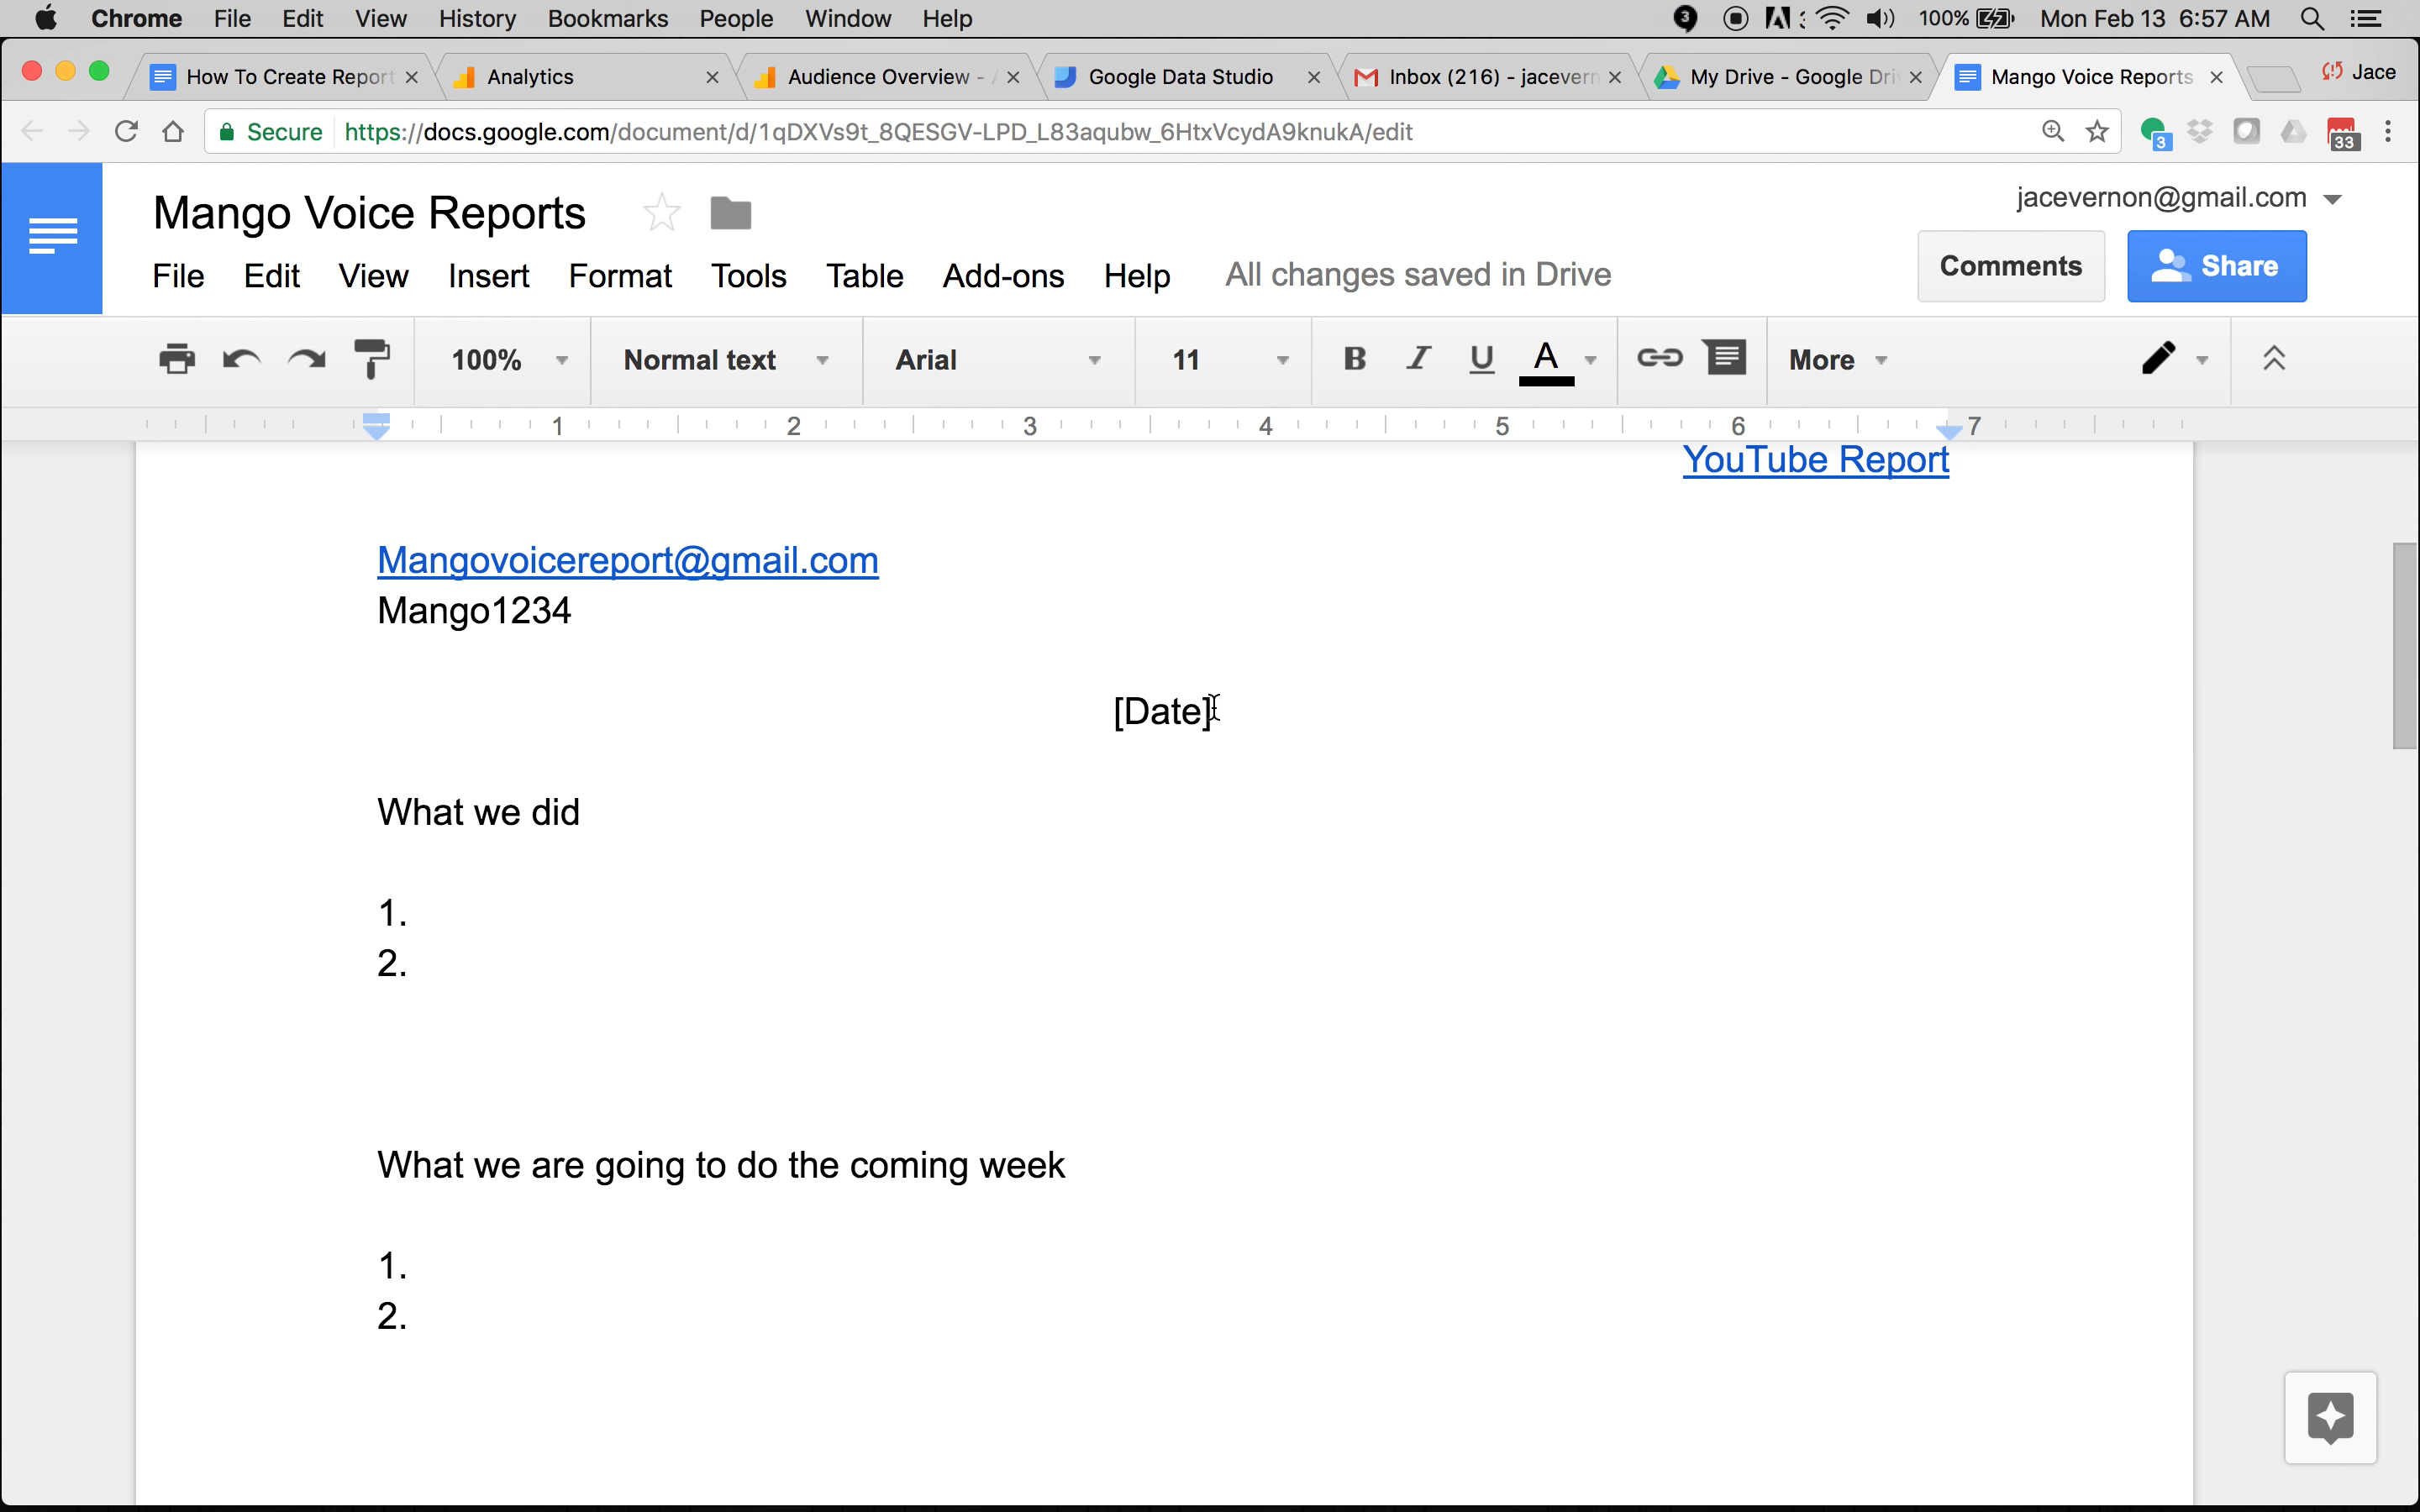 Chrome File Edit View History Bookmarks People Window Help 3 100% Mon Feb 13 6:57 AM
How To Create Report Analytics Audience Overview - Google Data Studio Inbox (216) - jacevern My Drive - Google Dri Mango Voice Reports Jace
Secure https://docs.google.com/document/d/1qDXVs9t_8QESGV-LPD_L83aqubw_6HtxVcydA9knukA/edit 3 33
Mango Voice Reports jacevernon@gmail.com
File Edit View Insert Format Tools Table Add-ons Help All changes saved in Drive Comments Share
100% Normal text Arial 11 B I U A More
1 2 3 4 5 6 7
YouTube Report
Mangovoicereport@gmail.com
Mango1234
[Date]
What we did
1.
2.
What we are going to do the coming week
1.
2.